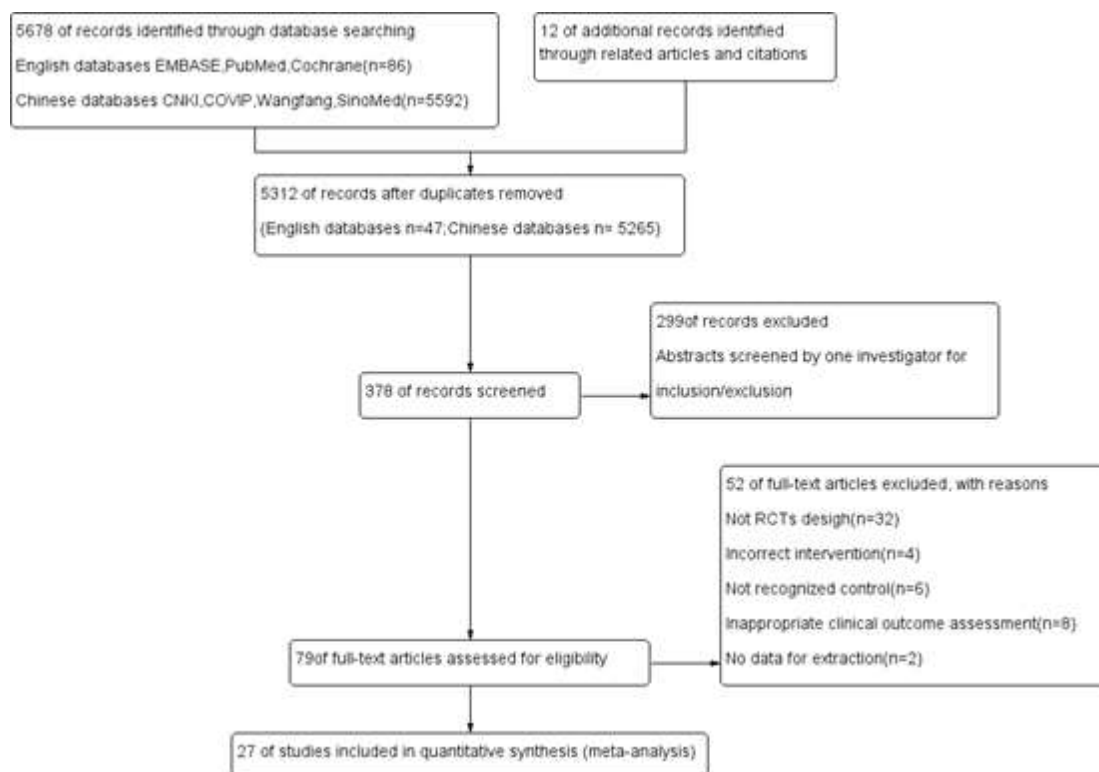 5678 of records identified through database searching
English databases EMBASE,PubMed,Cochrane(n=86)
Chinese databases CNKI,COVIP,Wangfang,SinoMed(n=5592)
12 of additional records identified
through related articles and citations
5312 of records after duplicates removed
(English databases n=47;Chinese databases n= 5265)
299of records excluded
Abstracts screened by one investigator for
inclusion/exclusion
378 of records screened
52 of full-text articles excluded, with reasons
Not RCTs desigh(n=32)
Incorrect intervention(n=4)
Not recognized control(n=6)
Inappropriate clinical outcome assessment(n=8)
No data for extraction(n=2)
79of full-text articles assessed for eligibility
27 of studies included in quantitative synthesis (meta-analysis)